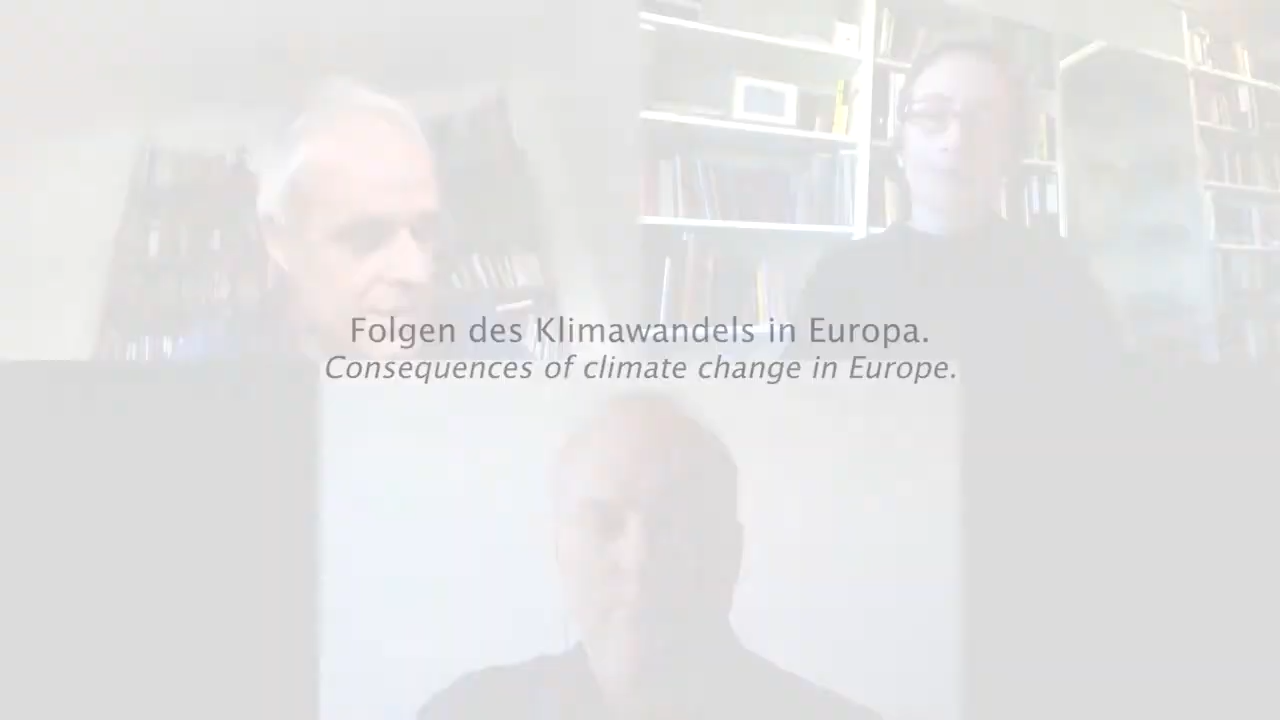 Folgen des Klimawandels in Europa.
Consequences of climate change in Europe.